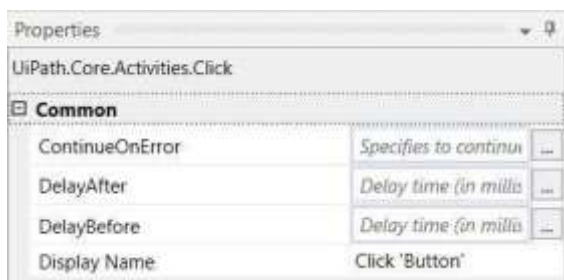 Properties
UiPath.Core.Activities.Click
Common
ContinueOnError Specifies to continu ...
DelayAfter Delay time (in millis ...
DelayBefore Delay time (in millis ...
Display Name Click 'Button'